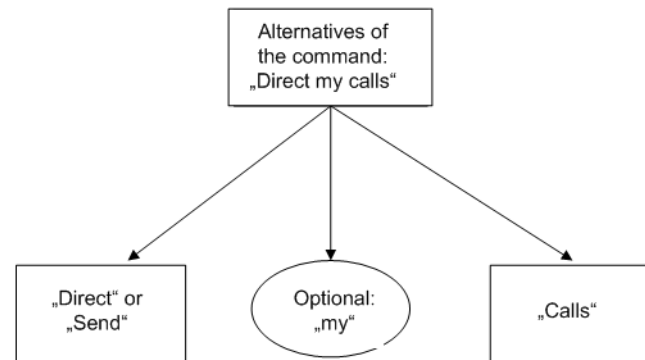 Alternatives of
the command:
„Direct my calls“
„Direct“ or
„Send“
Optional:
„my“
„Calls“